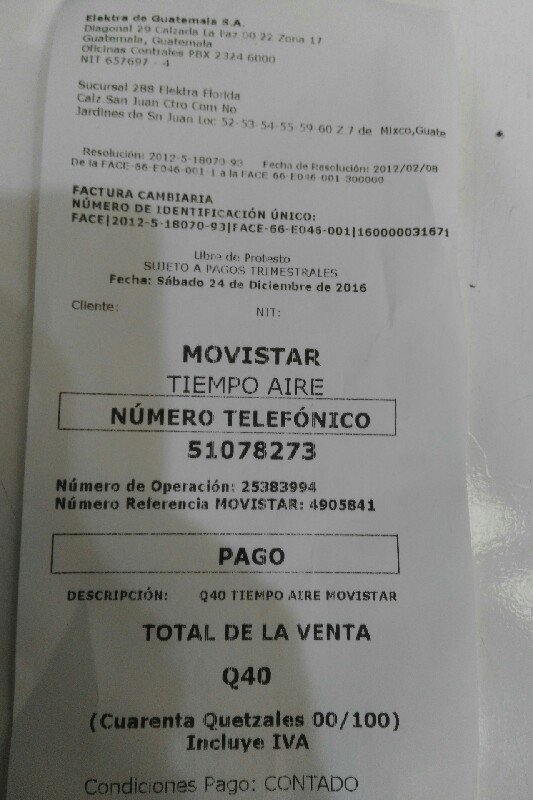 Elektra de Guatemala S.A.
Diagonal 29 Calzada La Paz 00 22 Zona 17
Guatemala, Guatemala
Oficinas Centrales PBX 2324 6000
NIT 657697 - 4
Sucursal 288 Elektra Florida
Calz.San Juan Ctro Com No
Jardines de Sn Juan Loc 52-53-54-55-59-60 Z.7 de Mixco,Guate
Resolución: 2012-5-18070-93 Fecha de Resolución: 2012/02/08
De la FACE-66-E046-001-1 a la FACE 66-E046-001-300000
FACTURA CAMBIARIA
NÚMERO DE IDENTIFICACIÓN ÚNICO:
FACE|2012-5-18070-93|FACE-66-E046-001|160000031671
Libre de Protesto
SUJETO A PAGOS TRIMESTRALES
Fecha: Sábado 24 de Diciembre de 2016
Cliente: NIT:
MOVISTAR
TIEMPO AIRE
NÚMERO TELEFÓNICO
51078273
Número de Operación: 25383994
Número Referencia MOVISTAR: 4905841
PAGO
DESCRIPCIÓN: Q40 TIEMPO AIRE MOVISTAR
TOTAL DE LA VENTA
Q40
(Cuarenta Quetzales 00/100)
Incluye IVA
Condiciones Pago: CONTADO